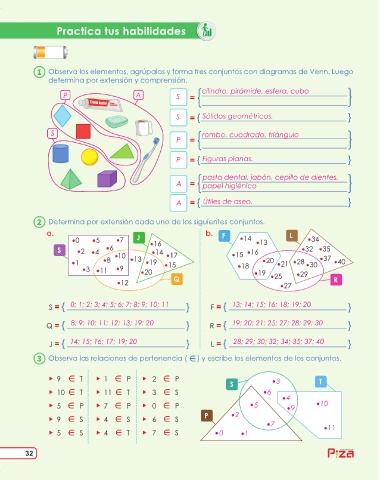 Practica tus habilidades
1 Observa los elementos, agrúpalos y forma tres conjuntos con diagramas de Venn. Luego
determina por extensión y comprensión.
P
A
S
S = { cilindro, pirámide, esfera, cubo }
S = { Sólidos geométricos. }
P = { rombo, cuadrado, triángulo }
P = { Figuras planas. }
A = { pasta dental, jabón, cepillo de dientes,
papel higiénico }
A = { Útiles de aseo. }
2 Determina por extensión cada uno de los siguientes conjuntos.
a.
S
J
Q
•0 •5 •7
•16
•2 •4 •6
•14 •17
•8 •10
•13 •19 •15
•1 •3 •11 •9 •20
•12
b.
F
L
R
•14 •13
•34
•15 •16
•32 •35
•18 •20 •21 •28 •30 •37 •40
•19 •25 •29
•27
S = { 0; 1; 2; 3; 4; 5; 6; 7; 8; 9; 10; 11 }
F = { 13; 14; 15; 16; 18; 19; 20 }
Q = { 8; 9; 10; 11; 12; 13; 19; 20 }
R = { 19; 20; 21; 25; 27; 28; 29; 30 }
J = { 14; 15; 16; 17; 19; 20 }
L = { 28; 29; 30; 32; 34; 35; 37; 40 }
3 Observa las relaciones de pertenencia ( ∈ ) y escribe los elementos de los conjuntos.
▸ 9 ∈ T ▸ 1 ∈ P ▸ 2 ∈ P
▸ 10 ∈ T ▸ 11 ∈ T ▸ 3 ∈ S
▸ 5 ∈ P ▸ 7 ∈ P ▸ 0 ∈ P
▸ 9 ∈ S ▸ 4 ∈ S ▸ 6 ∈ S
▸ 5 ∈ S ▸ 4 ∈ T ▸ 7 ∈ S
S
T
P
•3
•6
•4
•5
•9
•10
•2
•7
•11
•0 •1
32